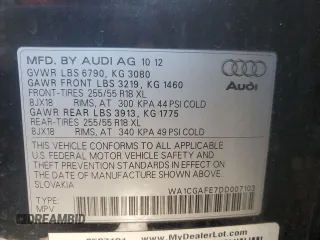 MFD. BY AUDI AG 10 12
GVWR LBS 6790, KG 3080
GAWR FRONT LBS 3219, KG 1460
FRONT-TIRES 255/55 R18 XL
8JX18 RIMS, AT 300 KPA 44 PSI COLD
GAWR REAR LBS 3913, KG 1775
REAR-TIRES 255/55 R18 XL
8JX18 RIMS, AT 340 KPA 49 PSI COLD
Audi
THIS VEHICLE CONFORMS TO ALL APPLICABLE
U.S. FEDERAL MOTOR VEHICLE SAFETY AND
THEFT PREVENTION STANDARDS IN EFFECT ON
THE DATE OF MANUFACTURE SHOWN ABOVE.
SLOVAKIA WA1CGAFE7DD007103
TYPE:
MPV
www.MyDealerLot.com